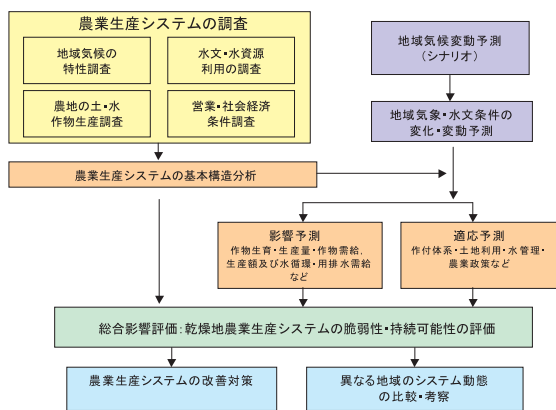 農業生産システムの調査
地域気候の
特性調査
水文・水資源
利用の調査
農地の土・水
作物生産調査
営業・社会経済
条件調査
地域気候変動予測
(シナリオ)
地域気象・水文条件の
変化・変動予測
農業生産システムの基本構造分析
影響予測
作物生育・生産量・作物需給,
生産額及び水循環・用排水需給
など
適応予測
作付体系・土地利用・水管理・
農業政策など
総合影響評価:乾燥地農業生産システムの脆弱性・持続可能性の評価
農業生産システムの改善対策
異なる地域のシステム動態
の比較・考察